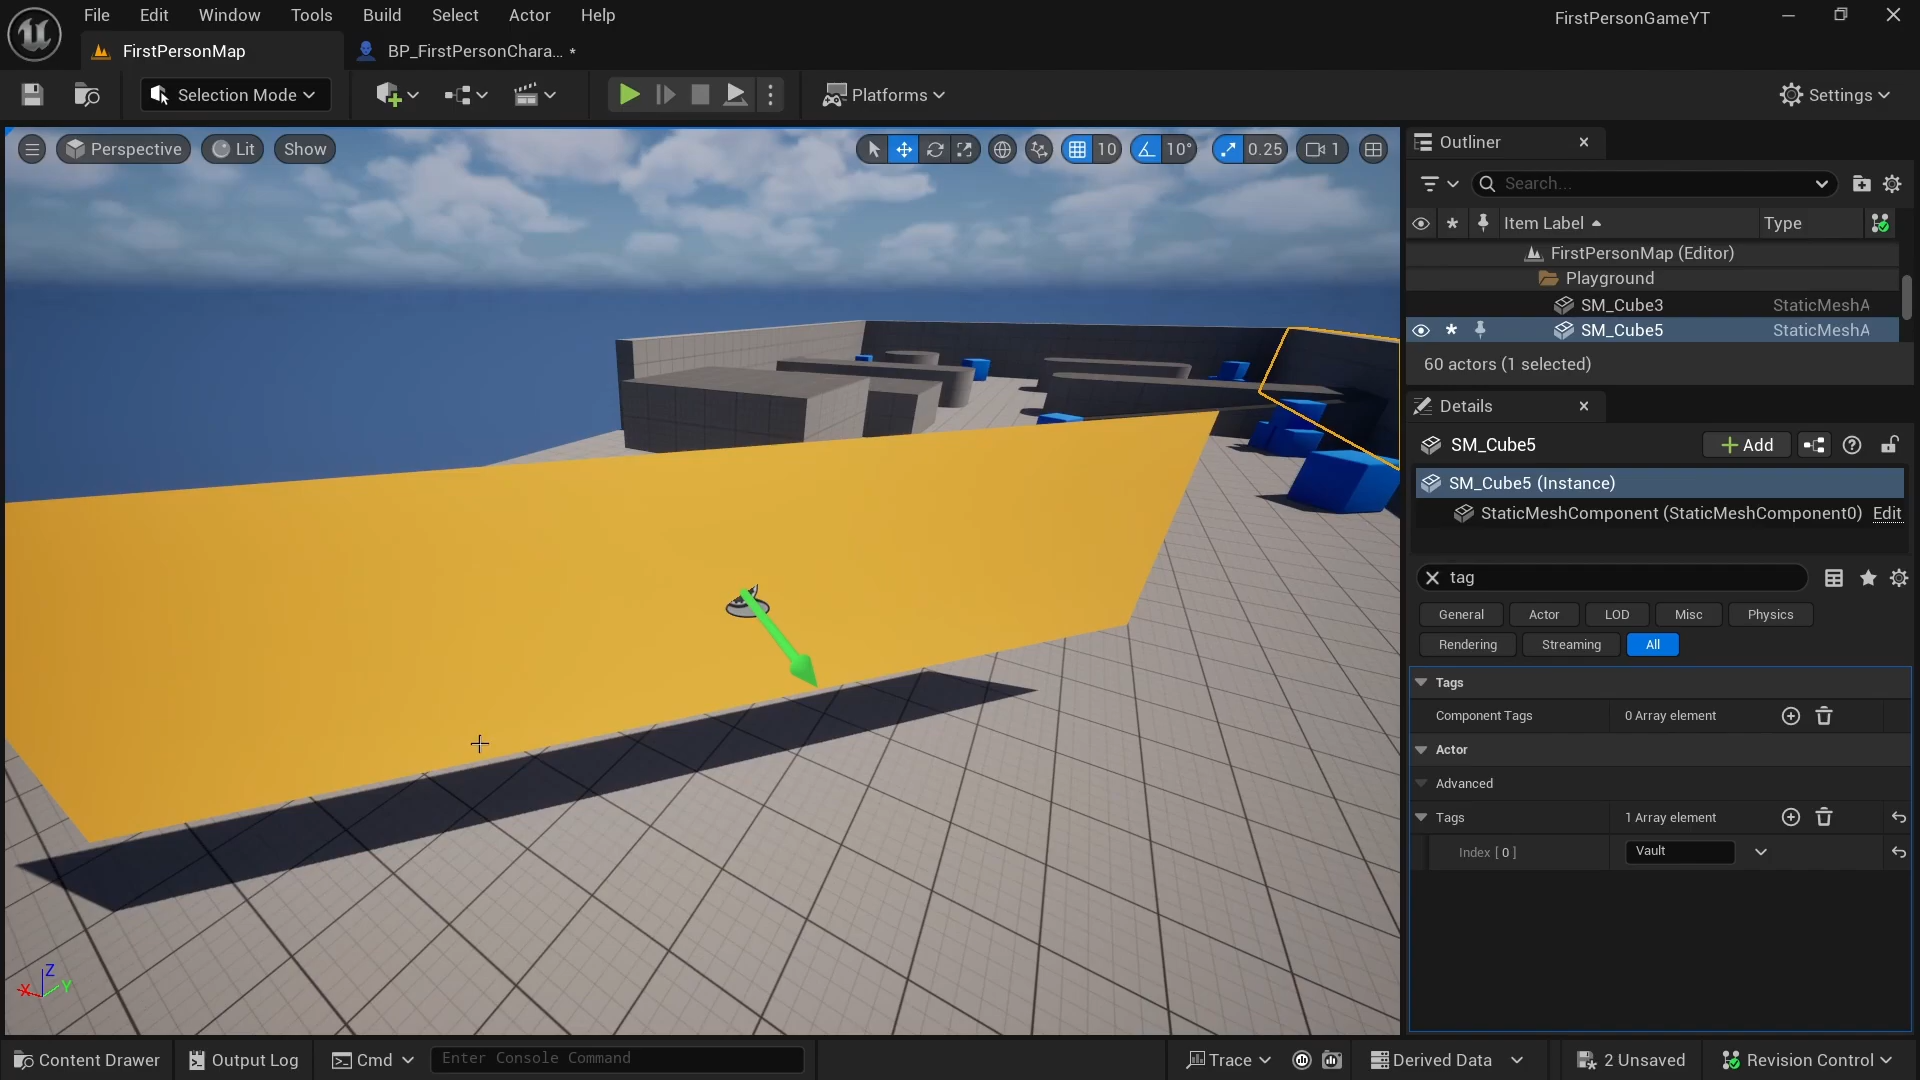 File Edit Window Tools Build Select Actor Help
FirstPersonGameYT
FirstPersonMap
BP_FirstPersonChara... *
Selection Mode
Platforms
Settings
Perspective
Lit
Show
10
10°
0.25
1
Outliner
Search...
Item Label
Type
FirstPersonMap (Editor)
Playground
SM_Cube3 StaticMeshA
SM_Cube5 StaticMeshA
60 actors (1 selected)
Details
SM_Cube5
+ Add
SM_Cube5 (Instance)
StaticMeshComponent (StaticMeshComponent0) Edit
tag
General Actor LOD Misc Physics
Rendering Streaming All
Tags
Component Tags 0 Array element
Actor
Advanced
Tags 1 Array element
Index [ 0 ] Vault
Z
X
Y
Content Drawer
Output Log
Cmd
Enter Console Command
Trace
Derived Data
2 Unsaved
Revision Control